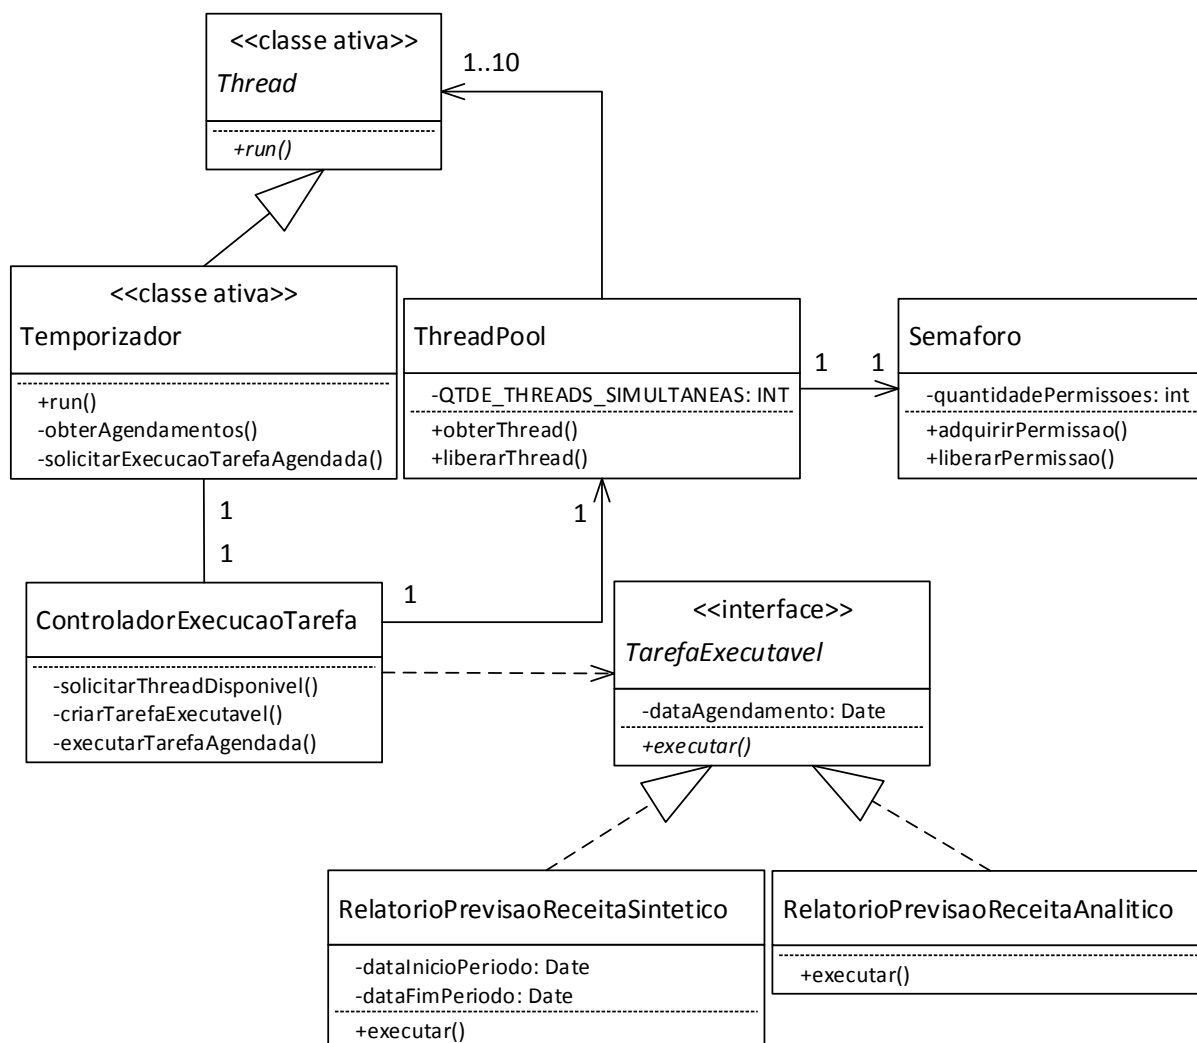 <<classe ativa>>
Thread
+run()
1..10
<<classe ativa>>
Temporizador
+run()
-obterAgendamentos()
-solicitarExecucaoTarefaAgendada()
ThreadPool
-QTDE_THREADS_SIMULTANEAS: INT
+obterThread()
+liberarThread()
1
1
Semaforo
-quantidadePermissoes: int
+adquirirPermissao()
+liberarPermissao()
1
1
1
1
ControladorExecucaoTarefa
-solicitarThreadDisponivel()
-criarTarefaExecutavel()
-executarTarefaAgendada()
<<interface>>
TarefaExecutavel
-dataAgendamento: Date
+executar()
RelatorioPrevisaoReceitaSintetico
-dataInicioPeriodo: Date
-dataFimPeriodo: Date
+executar()
RelatorioPrevisaoReceitaAnalitico
+executar()